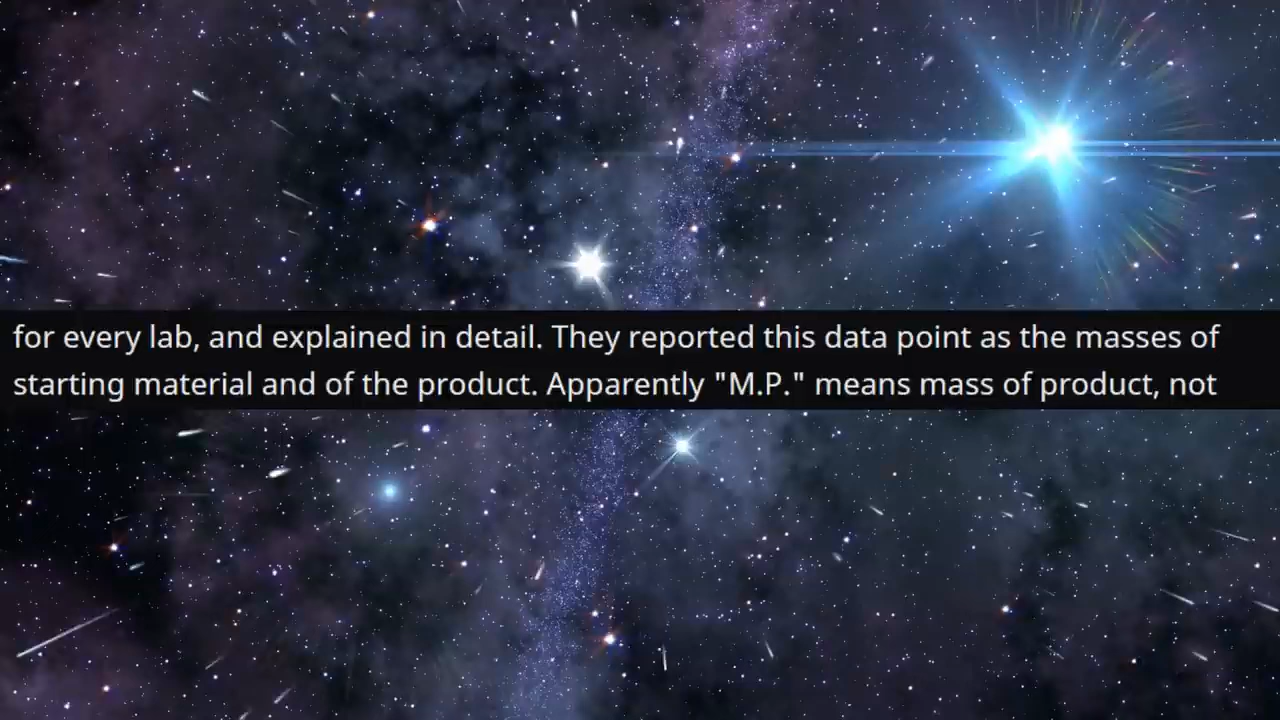 for every lab, and explained in detail. They reported this data point as the masses of
starting material and of the product. Apparently "M.P." means mass of product, not